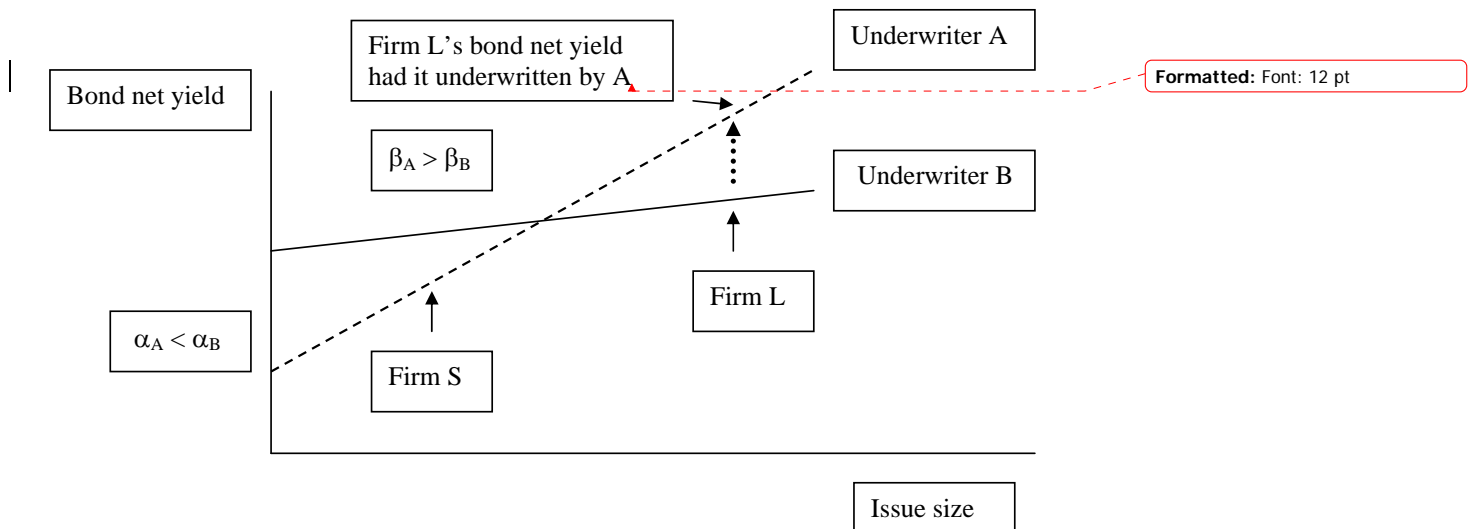 Underwriter A
Firm L’s bond net yield
had it underwritten by A
Formatted: Font: 12 pt
Bond net yield
βA > βB
Underwriter B
Firm L
αA < αB
Firm S
Issue size